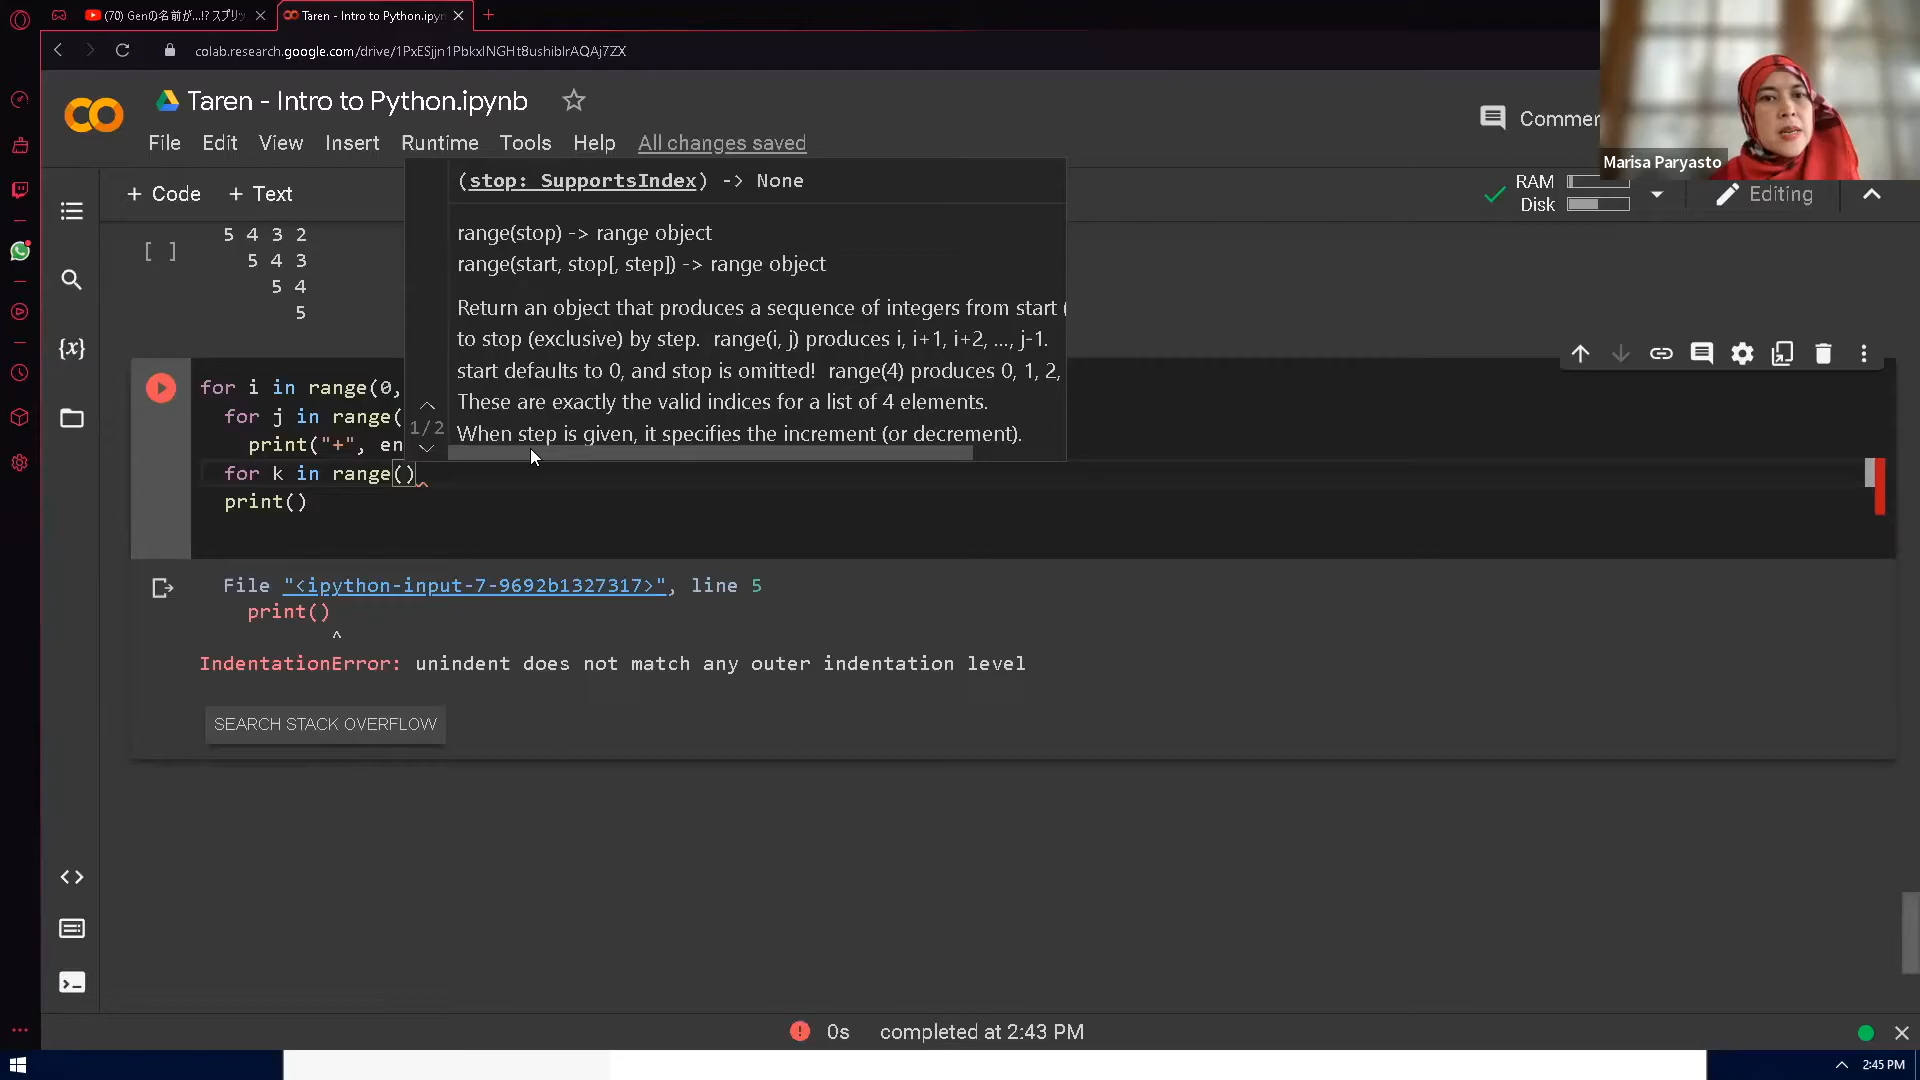 (70) Genの名前が...!? スプリッ
Taren - Intro to Python.ipyn
colab.research.google.com/drive/
Taren - Intro to Python.ipynb
Commen
File Edit View Insert Runtime Tools Help All changes saved
Marisa Paryasto
+ Code + Text
RAM
Disk
Editing
(stop: SupportsIndex) -> None
range(stop) -> range object
range(start, stop[, step]) -> range object
Return an object that produces a sequence of integers from start (
to stop (exclusive) by step. range(i, j) produces i, i+1, i+2, ..., j-1.
start defaults to 0, and stop is omitted! range(4) produces 0, 1, 2,
These are exactly the valid indices for a list of 4 elements.
When step is given, it specifies the increment (or decrement).
1/2
[ ]
5 4 3 2
5 4 3
5 4
5
{x}
for i in range(0,
for j in range(
print("+", en
for k in range()
print()
File "<ipython-input-7-9692b1327317>", line 5
print()
^
IndentationError: unindent does not match any outer indentation level
SEARCH STACK OVERFLOW
0s completed at 2:43 PM
2:45 PM